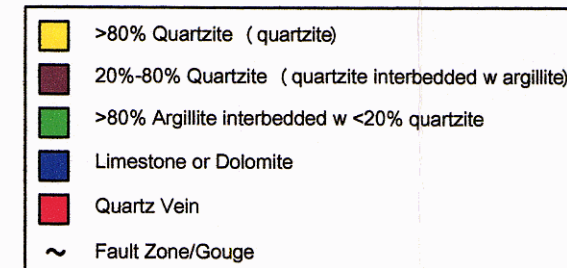 >80% Quartzite ( quartzite)
20%-80% Quartzite ( quartzite interbedded w argillite)
>80% Argillite interbedded w <20% quartzite
Limestone or Dolomite
Quartz Vein
~ Fault Zone/Gouge